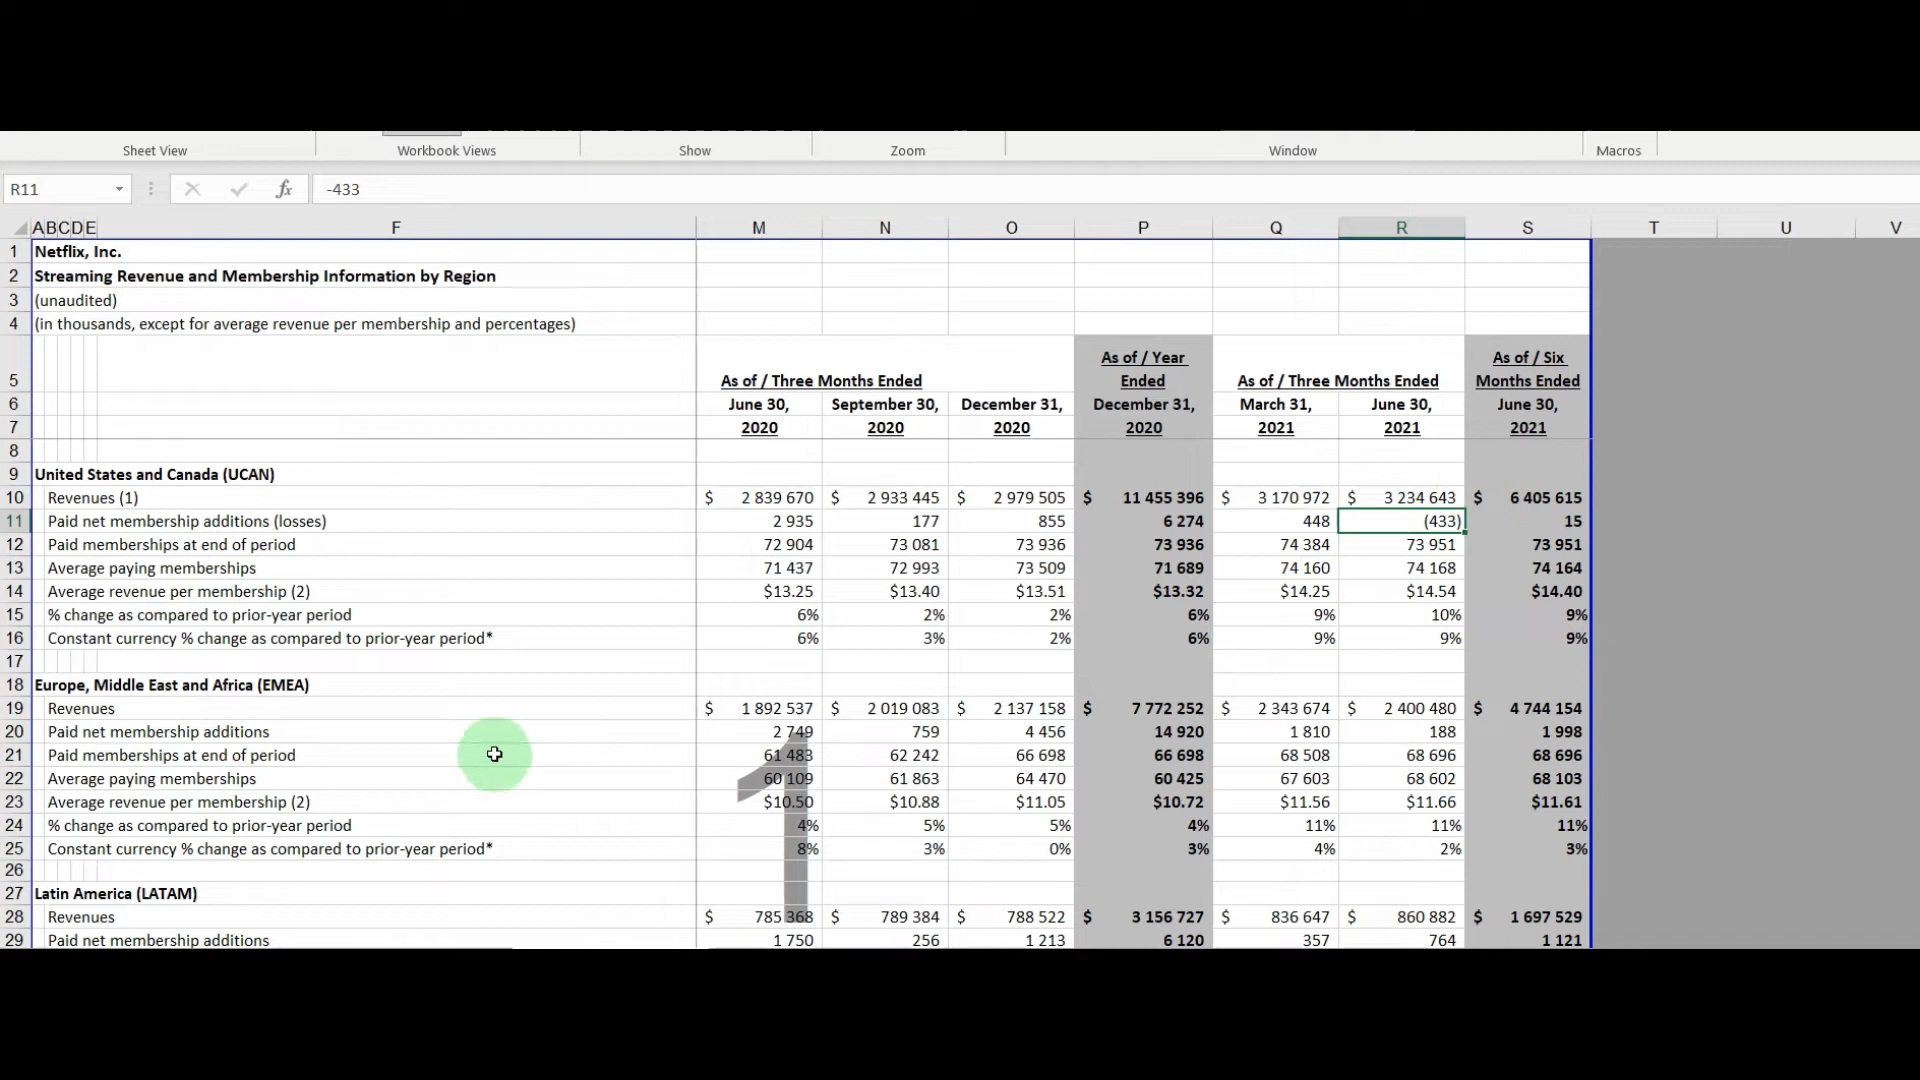 Sheet View Workbook Views Show Zoom Window Macros
R11 fx -433
A B C D E F M N O P Q R S T U V
1 Netflix, Inc.
2 Streaming Revenue and Membership Information by Region
3 (unaudited)
4 (in thousands, except for average revenue per membership and percentages)
As of / Year As of / Six
5 As of / Three Months Ended Ended As of / Three Months Ended Months Ended
6 June 30, September 30, December 31, December 31, March 31, June 30, June 30,
7 2020 2020 2020 2020 2021 2021 2021
8
9 United States and Canada (UCAN)
10 Revenues (1) $ 2 839 670 $ 2 933 445 $ 2 979 505 $ 11 455 396 $ 3 170 972 $ 3 234 643 $ 6 405 615
11 Paid net membership additions (losses) 2 935 177 855 6 274 448 (433) 15
12 Paid memberships at end of period 72 904 73 081 73 936 73 936 74 384 73 951 73 951
13 Average paying memberships 71 437 72 993 73 509 71 689 74 160 74 168 74 164
14 Average revenue per membership (2) $13.25 $13.40 $13.51 $13.32 $14.25 $14.54 $14.40
15 % change as compared to prior-year period 6% 2% 2% 6% 9% 10% 9%
16 Constant currency % change as compared to prior-year period* 6% 3% 2% 6% 9% 9% 9%
17
18 Europe, Middle East and Africa (EMEA)
19 Revenues $ 1 892 537 $ 2 019 083 $ 2 137 158 $ 7 772 252 $ 2 343 674 $ 2 400 480 $ 4 744 154
20 Paid net membership additions 2 749 759 4 456 14 920 1 810 188 1 998
21 Paid memberships at end of period 61 483 62 242 66 698 66 698 68 508 68 696 68 696
22 Average paying memberships 60 109 61 863 64 470 60 425 67 603 68 602 68 103
23 Average revenue per membership (2) $10.50 $10.88 $11.05 $10.72 $11.56 $11.66 $11.61
24 % change as compared to prior-year period 4% 5% 5% 4% 11% 11% 11%
25 Constant currency % change as compared to prior-year period* 8% 3% 0% 3% 4% 2% 3%
26
27 Latin America (LATAM)
28 Revenues $ 785 368 $ 789 384 $ 788 522 $ 3 156 727 $ 836 647 $ 860 882 $ 1 697 529
29 Paid net membership additions 1 750 256 1 213 6 120 357 764 1 121
1